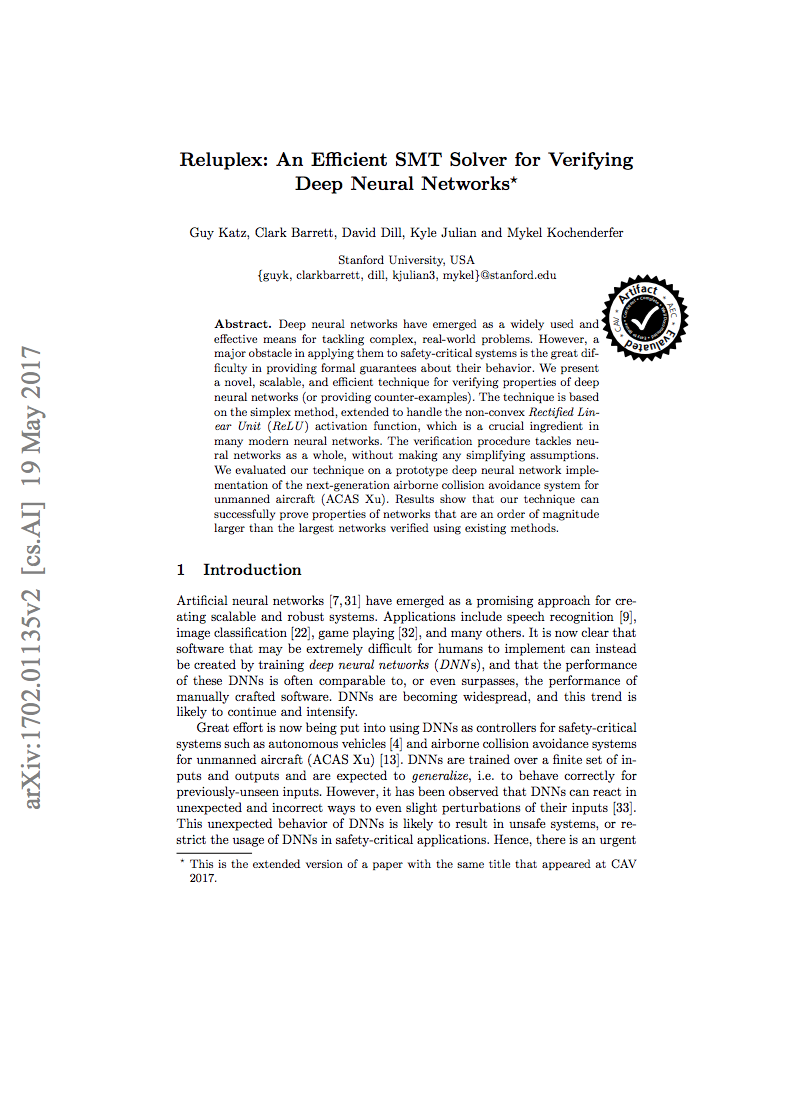 Reluplex: An Efficient SMT Solver for Verifying
Deep Neural Networks⋆
Guy Katz, Clark Barrett, David Dill, Kyle Julian and Mykel Kochenderfer
Stanford University, USA
{guyk, clarkbarrett, dill, kjulian3, mykel}@stanford.edu
Artifact
Evaluated
CAV
AEC
Abstract. Deep neural networks have emerged as a widely used and
effective means for tackling complex, real-world problems. However, a
major obstacle in applying them to safety-critical systems is the great dif-
ficulty in providing formal guarantees about their behavior. We present
a novel, scalable, and efficient technique for verifying properties of deep
neural networks (or providing counter-examples). The technique is based
on the simplex method, extended to handle the non-convex Rectified Lin-
ear Unit (ReLU) activation function, which is a crucial ingredient in
many modern neural networks. The verification procedure tackles neu-
ral networks as a whole, without making any simplifying assumptions.
We evaluated our technique on a prototype deep neural network imple-
mentation of the next-generation airborne collision avoidance system for
unmanned aircraft (ACAS Xu). Results show that our technique can
successfully prove properties of networks that are an order of magnitude
larger than the largest networks verified using existing methods.
1 Introduction
Artificial neural networks [7,31] have emerged as a promising approach for cre-
ating scalable and robust systems. Applications include speech recognition [9],
image classification [22], game playing [32], and many others. It is now clear that
software that may be extremely difficult for humans to implement can instead
be created by training deep neural networks (DNNs), and that the performance
of these DNNs is often comparable to, or even surpasses, the performance of
manually crafted software. DNNs are becoming widespread, and this trend is
likely to continue and intensify.
Great effort is now being put into using DNNs as controllers for safety-critical
systems such as autonomous vehicles [4] and airborne collision avoidance systems
for unmanned aircraft (ACAS Xu) [13]. DNNs are trained over a finite set of in-
puts and outputs and are expected to generalize, i.e. to behave correctly for
previously-unseen inputs. However, it has been observed that DNNs can react in
unexpected and incorrect ways to even slight perturbations of their inputs [33].
This unexpected behavior of DNNs is likely to result in unsafe systems, or re-
strict the usage of DNNs in safety-critical applications. Hence, there is an urgent
⋆ This is the extended version of a paper with the same title that appeared at CAV
2017.
arXiv:1702.01135v2 [cs.AI] 19 May 2017